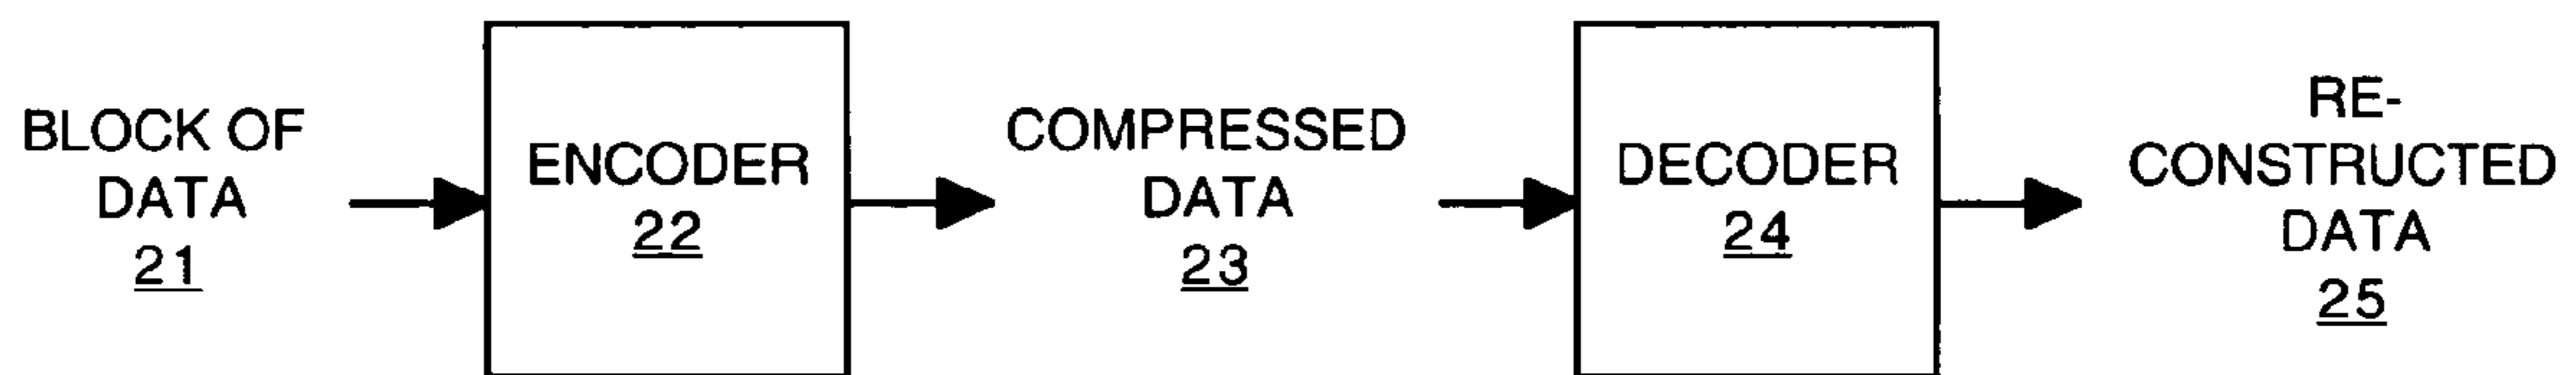 BLOCK OF
DATA
21
ENCODER
22
COMPRESSED
DATA
23
DECODER
24
RE-
CONSTRUCTED
DATA
25